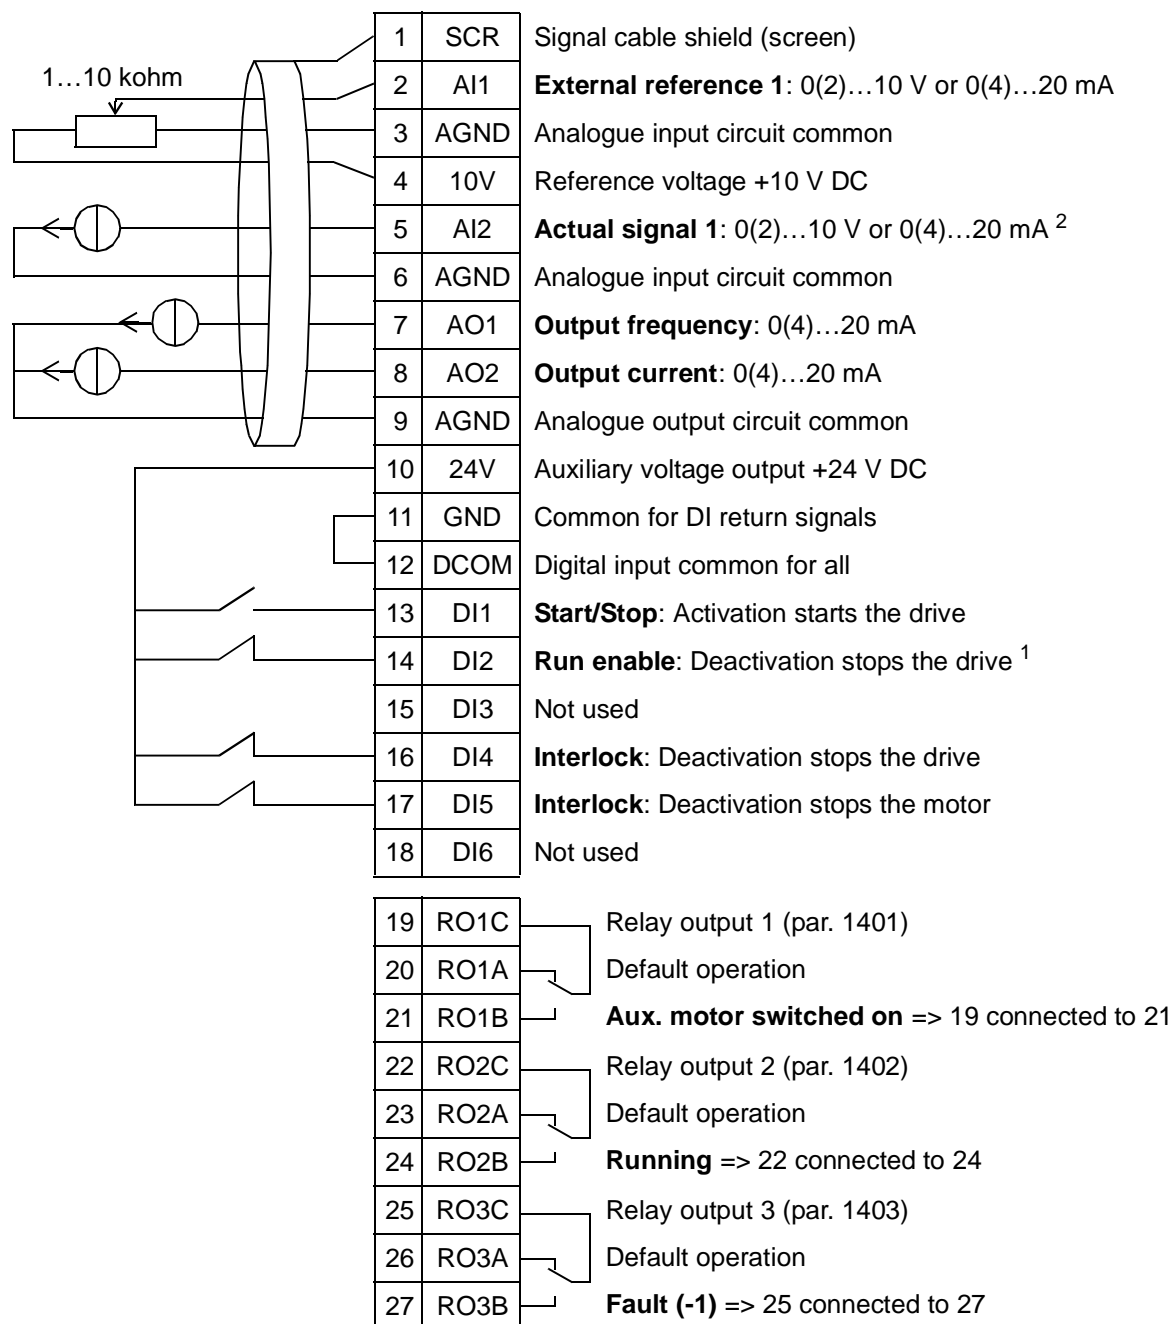 1…10 kohm
1 SCR Signal cable shield (screen)
2 AI1 External reference 1: 0(2)…10 V or 0(4)…20 mA
3 AGND Analogue input circuit common
4 10V Reference voltage +10 V DC
5 AI2 Actual signal 1: 0(2)…10 V or 0(4)…20 mA 2
6 AGND Analogue input circuit common
7 AO1 Output frequency: 0(4)…20 mA
8 AO2 Output current: 0(4)…20 mA
9 AGND Analogue output circuit common
10 24V Auxiliary voltage output +24 V DC
11 GND Common for DI return signals
12 DCOM Digital input common for all
13 DI1 Start/Stop: Activation starts the drive
14 DI2 Run enable: Deactivation stops the drive 1
15 DI3 Not used
16 DI4 Interlock: Deactivation stops the drive
17 DI5 Interlock: Deactivation stops the motor
18 DI6 Not used
19 RO1C Relay output 1 (par. 1401)
20 RO1A Default operation
21 RO1B Aux. motor switched on => 19 connected to 21
22 RO2C Relay output 2 (par. 1402)
23 RO2A Default operation
24 RO2B Running => 22 connected to 24
25 RO3C Relay output 3 (par. 1403)
26 RO3A Default operation
27 RO3B Fault (-1) => 25 connected to 27